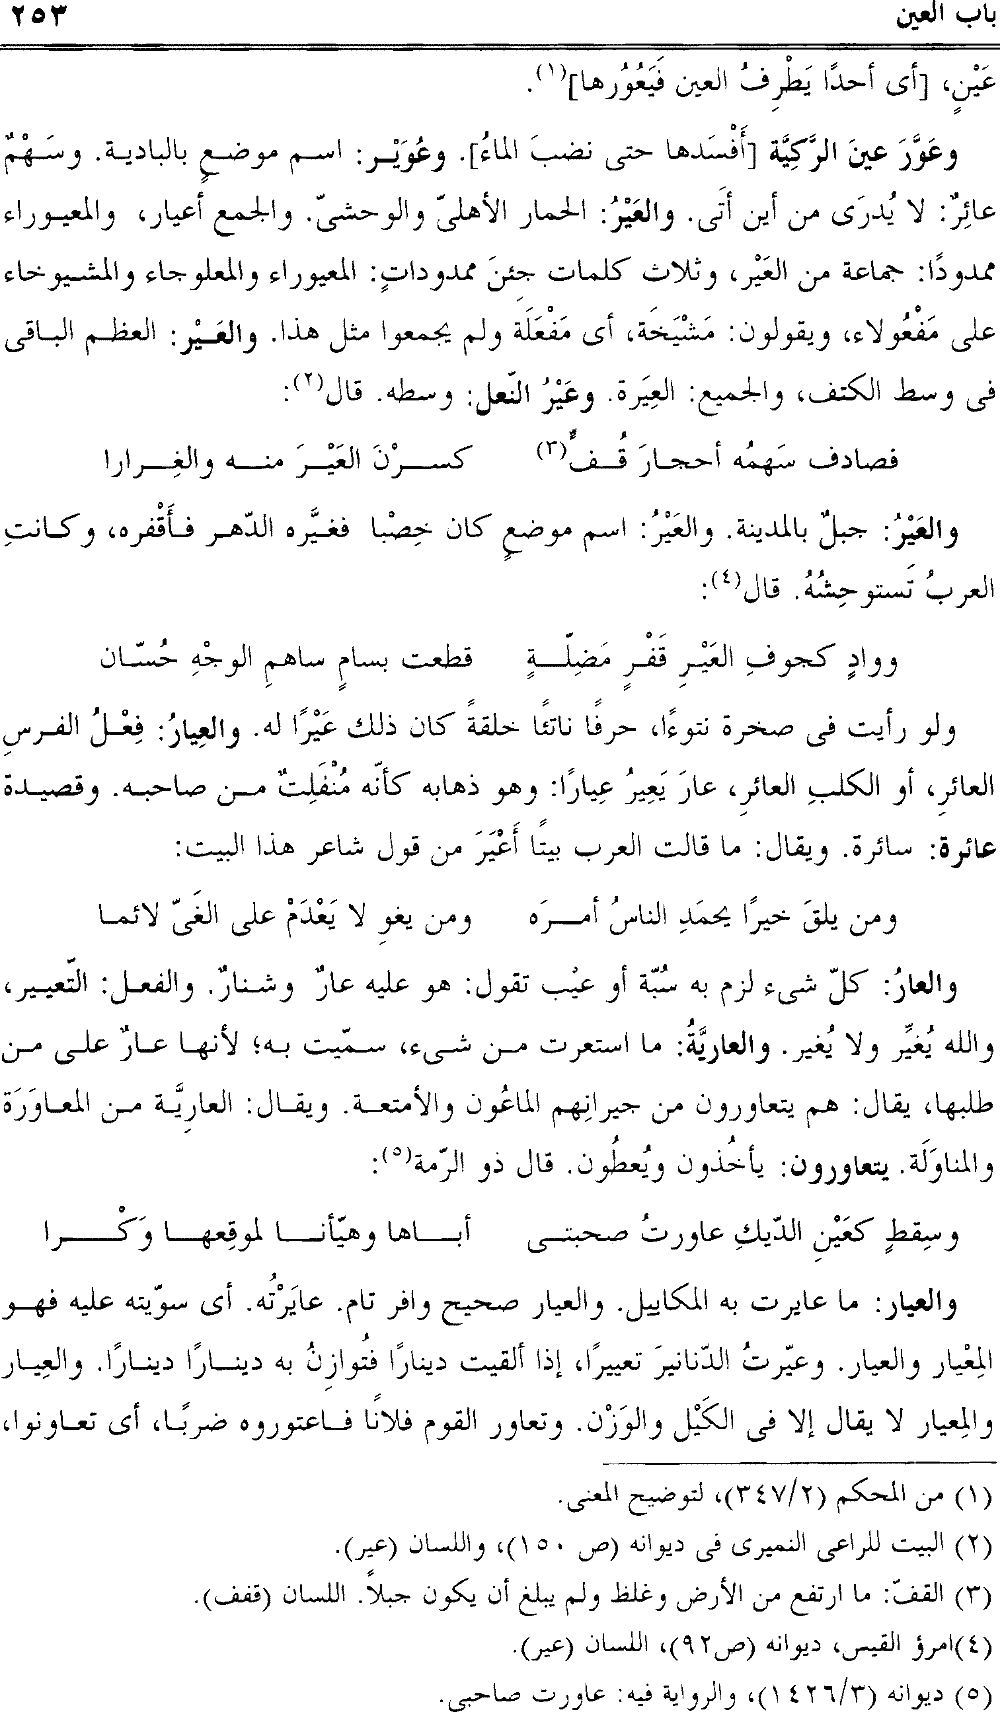 باب العين ٢٥٣
عَيْنٍ، [أى أحدًا يَطْرِفُ العين فَيَعُوُرها](١).
وعَوَّرَ عينَ الرَّكِيَّة [أَفْسَدها حتى نضبَ الماءُ]. وعُوَيْر: اسم موضعٍ بالبادية. وسَهْمٌ
عائِرٌ: لا يُدرَى من أين أَتَى. والعَيْرُ: الحمار الأهلىّ والوحشىّ. والجمع أعيار، والمعيوراء
ممدودًا: جماعة من العَيْر، وثلاث كلمات جئنَ ممدوداتٍ: المعيوراء والمعلوجاء والمشيوخاء
على مَفْعُولاء، ويقولون: مَشْيَخَة، أى مَفْعَلَة ولم يجمعوا مثل هذا. والعَيْر: العظم الباقى
فى وسط الكتف، والجميع: العِيَرة. وعَيْرُ النّعل: وسطه. قال(٢):
فصادف سَهمُه أحجارَ قُفٍّ(٣) كسرْنَ العَيْرَ منه والغِرارا
والعَيْرُ: جبلٌ بالمدينة. والعَيْرُ: اسم موضعٍ كان خِصْبًا فغيَّره الدّهر فأَقْفره، وكانتِ
العربُ تَستوحِشُهُ. قال(٤):
ووادٍ كجوفِ العَيْرِ قَفْرٍ مَضِلّةٍ قطعت بسامٍ ساهمِ الوجْهِ حُسّان
ولو رأيت فى صخرة نتوءًا، حرفًا ناتئًا خلقةً كان ذلك عَيْرًا له. والعِيارُ: فِعْلُ الفرسِ
العائرِ، أو الكلبِ العائرِ، عارَ يَعِيرُ عِيارًا: وهو ذهابه كأنّه مُنْفَلِتٌ من صاحبه. وقصيدة
عائرة: سائرة. ويقال: ما قالت العرب بيتًا أَعْيَرَ من قول شاعر هذا البيت:
ومن يلقَ خيرًا يحمَدِ الناسُ أمرَه ومن يغوِ لا يَعْدَمْ على الغَىّ لائما
والعارُ: كلّ شىء لزم به سُبّة أو عيْب تقول: هو عليه عارٌ وشنارٌ. والفعل: التّعيير،
والله يُغيِّر ولا يُغير. والعاريَّةُ: ما استعرت من شىء، سمّيت به؛ لأنها عارٌ على من
طلبها، يقال: هم يتعاورون من جيرانِهم الماعُون والأمتعة. ويقال: العارِيَّة من المعاوَرَة
والمناوَلَة. يتعاورون: يأخُذون ويُعطُون. قال ذو الرّمة(٥):
وسِقطٍ كعَيْنِ الدّيكِ عاورتُ صحبتى أباها وهيّأنا لموقِعها وَكْرا
والعيار: ما عايرت به المكاييل. والعيار صحيح وافر تام. عايَرْتُه. أى سوّيته عليه فهو
المِعْيار والعيار. وعيّرتُ الدّنانيرَ تعييرًا، إذا ألقيت دينارًا فتُوازِنُ به دينارًا دينارًا. والعِيار
والمِعيار لا يقال إلا فى الكَيْل والوَزْن. وتعاور القوم فلانًا فاعتوروه ضربًا، أى تعاونوا،
(١) من المحكم (٣٤٧/٢)، لتوضيح المعنى.
(٢) البيت للراعى النميرى فى ديوانه (ص ١٥٠)، واللسان (عير).
(٣) القفّ: ما ارتفع من الأرض وغلظ ولم يبلغ أن يكون جبلاً. اللسان (قفف).
(٤)امرؤ القيس، ديوانه (ص٩٢)، اللسان (عير).
(٥) ديوانه (١٤٢٦/٣)، والرواية فيه: عاورت صاحبى.